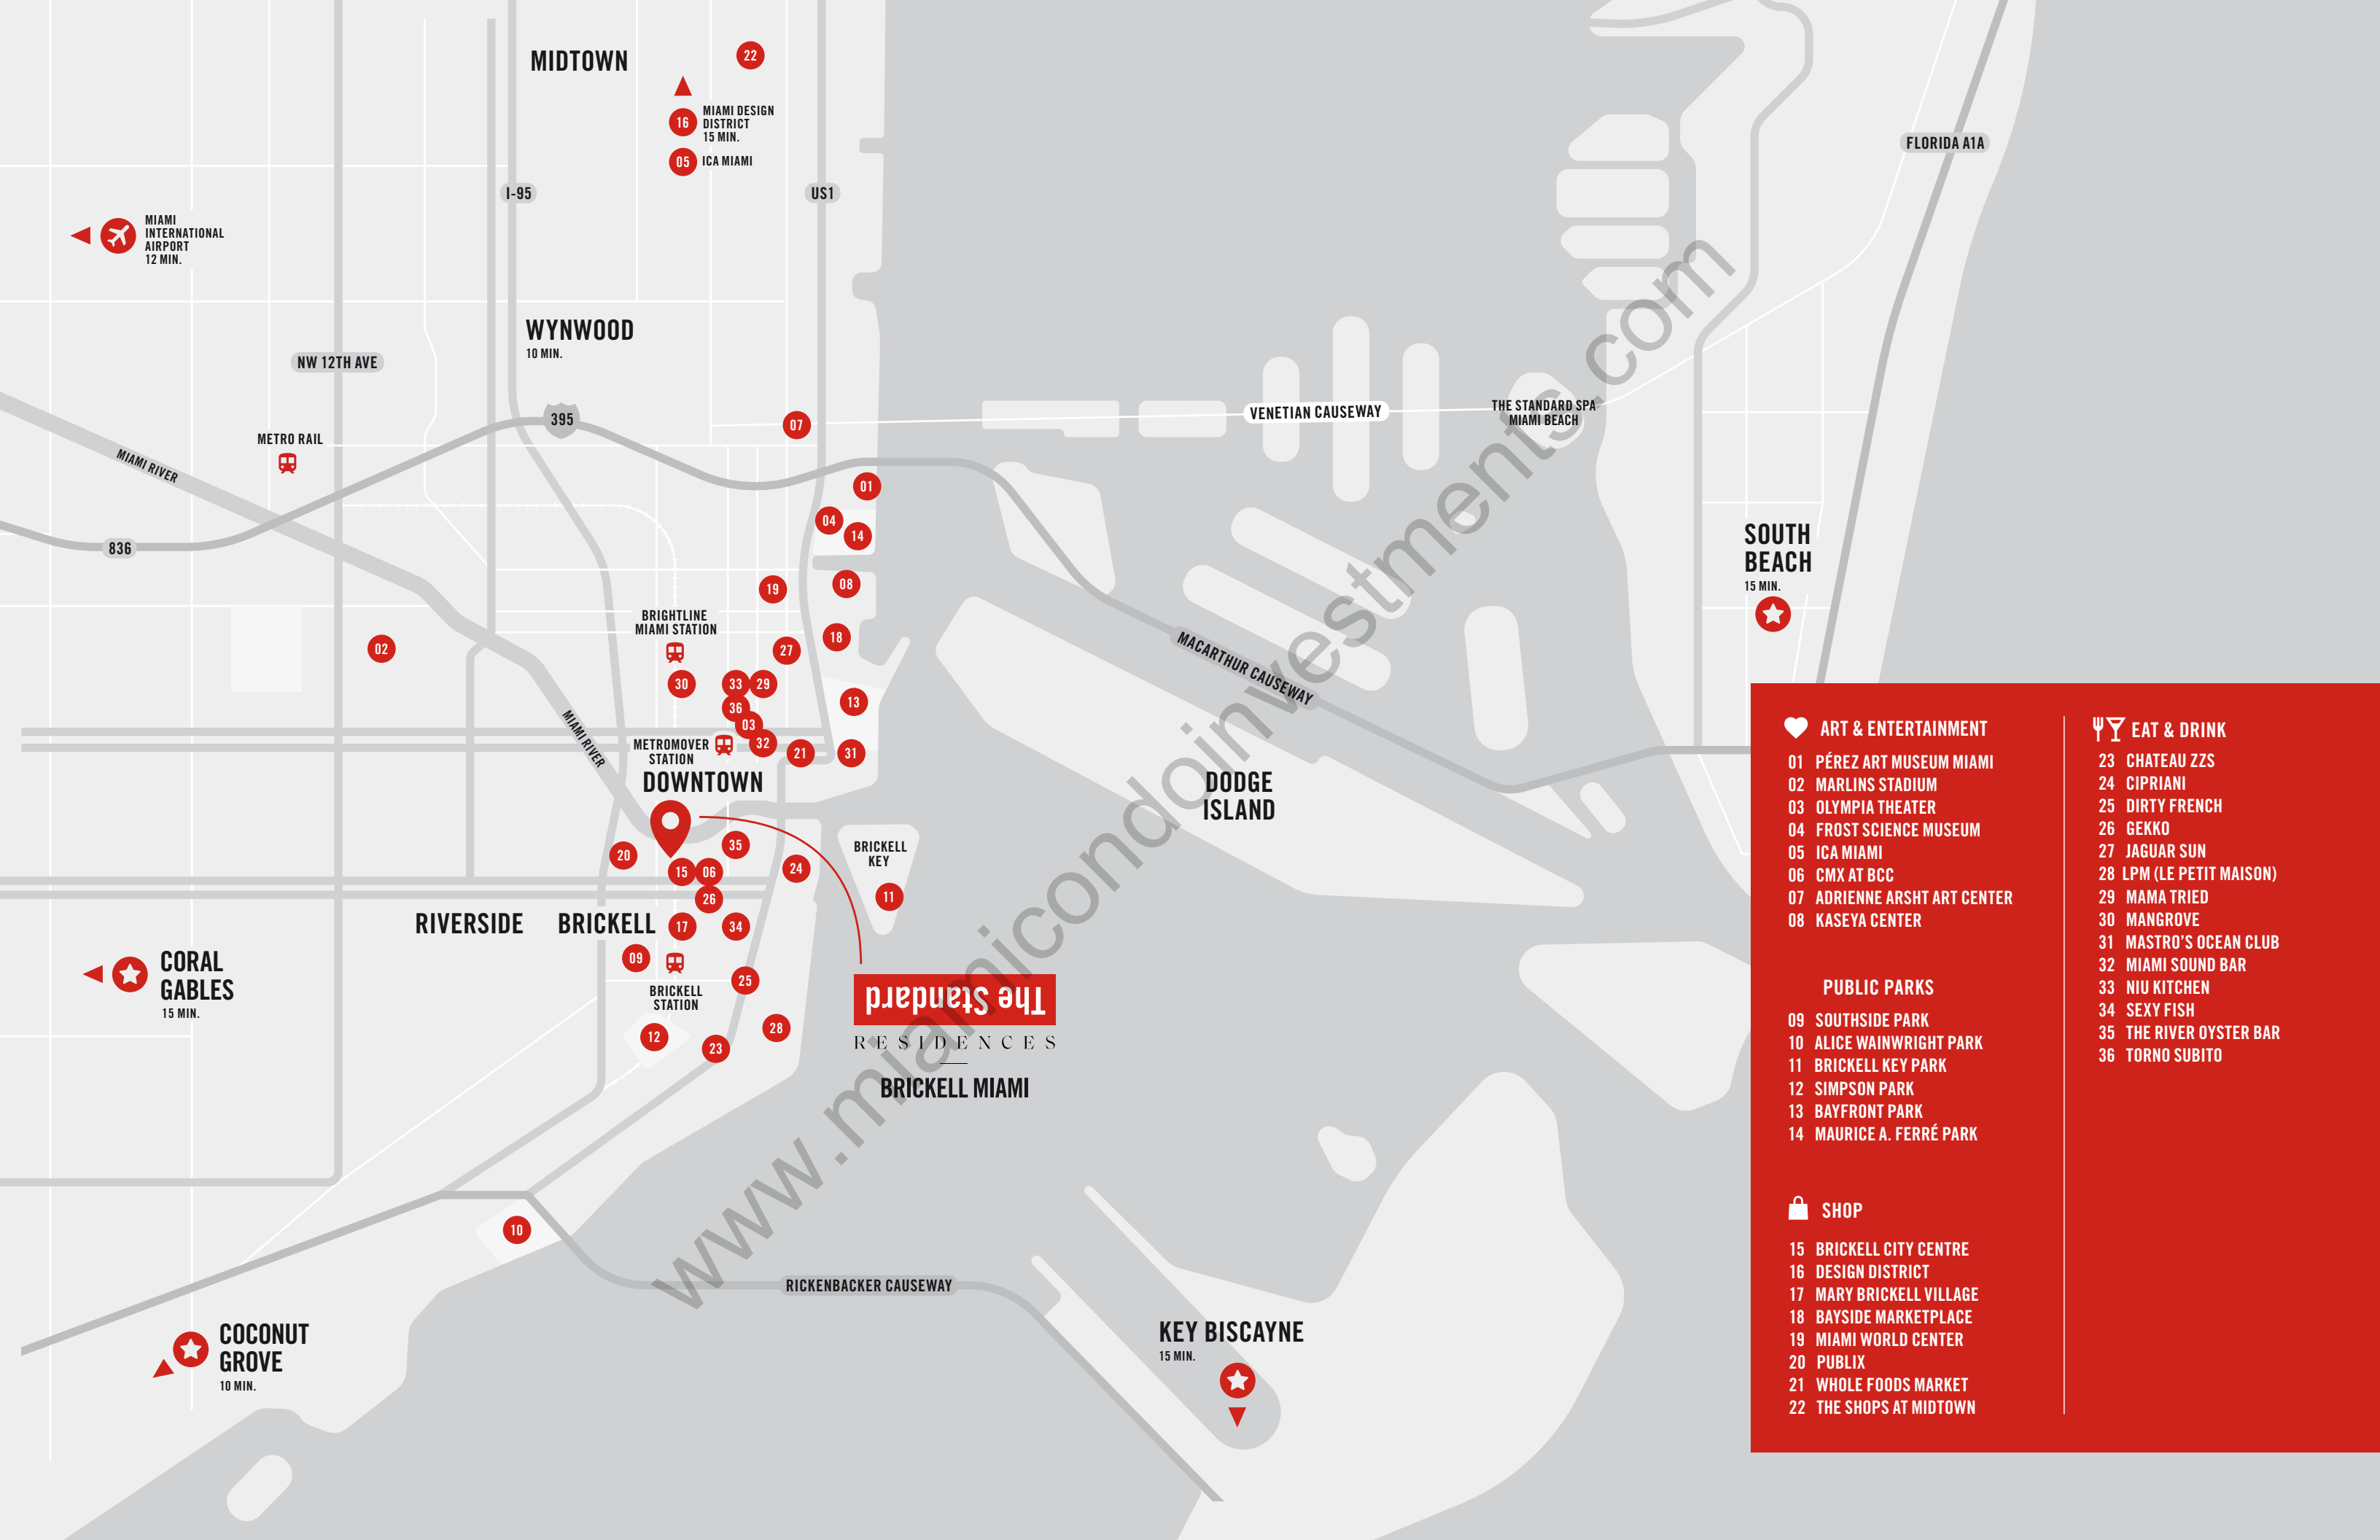 MIDTOWN
22
16
MIAMI DESIGN
DISTRICT
15 MIN.
05
ICA MIAMI
I-95
US1
FLORIDA A1A
MIAMI
INTERNATIONAL
AIRPORT
12 MIN.
WYNWOOD
10 MIN.
NW 12TH AVE
395
07
VENETIAN CAUSEWAY
THE STANDARD SPA
MIAMI BEACH
METRO RAIL
MIAMI RIVER
836
01
04
14
08
19
SOUTH
BEACH
15 MIN.
BRIGHTLINE
MIAMI STATION
02
18
27
MACARTHUR CAUSEWAY
30
33
29
36
13
03
MIAMI RIVER
METROMOVER
STATION
32
21
31
DOWNTOWN
DODGE
ISLAND
35
20
BRICKELL
KEY
15
06
24
26
11
RIVERSIDE
BRICKELL
17
34
09
BRICKELL
STATION
25
12
23
28
CORAL
GABLES
15 MIN.
The Standard
RESIDENCES
BRICKELL MIAMI
10
RICKENBACKER CAUSEWAY
COCONUT
GROVE
10 MIN.
KEY BISCAYNE
15 MIN.
www.miamicondoinvestments.com
ART & ENTERTAINMENT
01 PÉREZ ART MUSEUM MIAMI
02 MARLINS STADIUM
03 OLYMPIA THEATER
04 FROST SCIENCE MUSEUM
05 ICA MIAMI
06 CMX AT BCC
07 ADRIENNE ARSHT ART CENTER
08 KASEYA CENTER
PUBLIC PARKS
09 SOUTHSIDE PARK
10 ALICE WAINWRIGHT PARK
11 BRICKELL KEY PARK
12 SIMPSON PARK
13 BAYFRONT PARK
14 MAURICE A. FERRÉ PARK
SHOP
15 BRICKELL CITY CENTRE
16 DESIGN DISTRICT
17 MARY BRICKELL VILLAGE
18 BAYSIDE MARKETPLACE
19 MIAMI WORLD CENTER
20 PUBLIX
21 WHOLE FOODS MARKET
22 THE SHOPS AT MIDTOWN
EAT & DRINK
23 CHATEAU ZZS
24 CIPRIANI
25 DIRTY FRENCH
26 GEKKO
27 JAGUAR SUN
28 LPM (LE PETIT MAISON)
29 MAMA TRIED
30 MANGROVE
31 MASTRO'S OCEAN CLUB
32 MIAMI SOUND BAR
33 NIU KITCHEN
34 SEXY FISH
35 THE RIVER OYSTER BAR
36 TORNO SUBITO